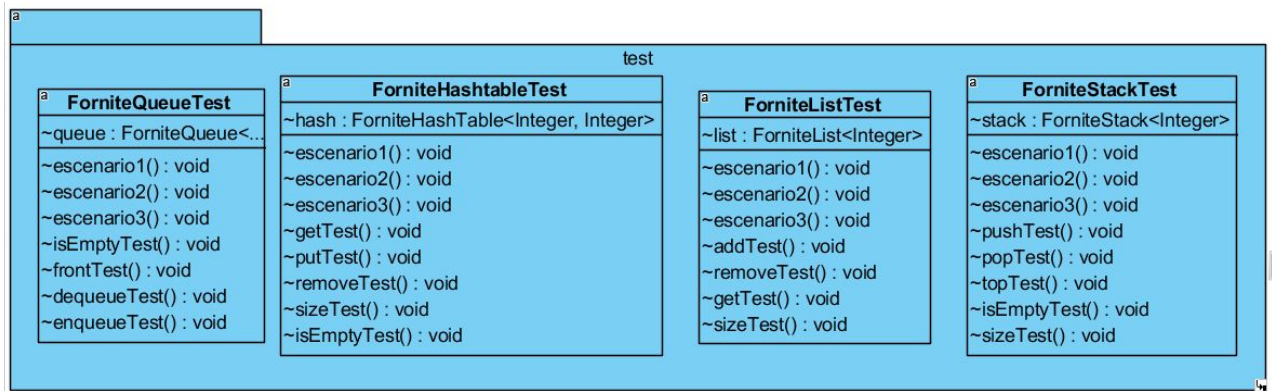 a
test
a
ForniteQueueTest
~queue : ForniteQueue<...
~escenario1() : void
~escenario2() : void
~escenario3() : void
~isEmptyTest() : void
~frontTest() : void
~dequeueTest() : void
~enqueueTest() : void
a
ForniteHashtableTest
~hash : ForniteHashTable<Integer, Integer>
~escenario1() : void
~escenario2() : void
~escenario3() : void
~getTest() : void
~putTest() : void
~removeTest() : void
~sizeTest() : void
~isEmptyTest() : void
a
ForniteListTest
~list : ForniteList<Integer>
~escenario1() : void
~escenario2() : void
~escenario3() : void
~addTest() : void
~removeTest() : void
~getTest() : void
~sizeTest() : void
a
ForniteStackTest
~stack : ForniteStack<Integer>
~escenario1() : void
~escenario2() : void
~escenario3() : void
~pushTest() : void
~popTest() : void
~topTest() : void
~isEmptyTest() : void
~sizeTest() : void